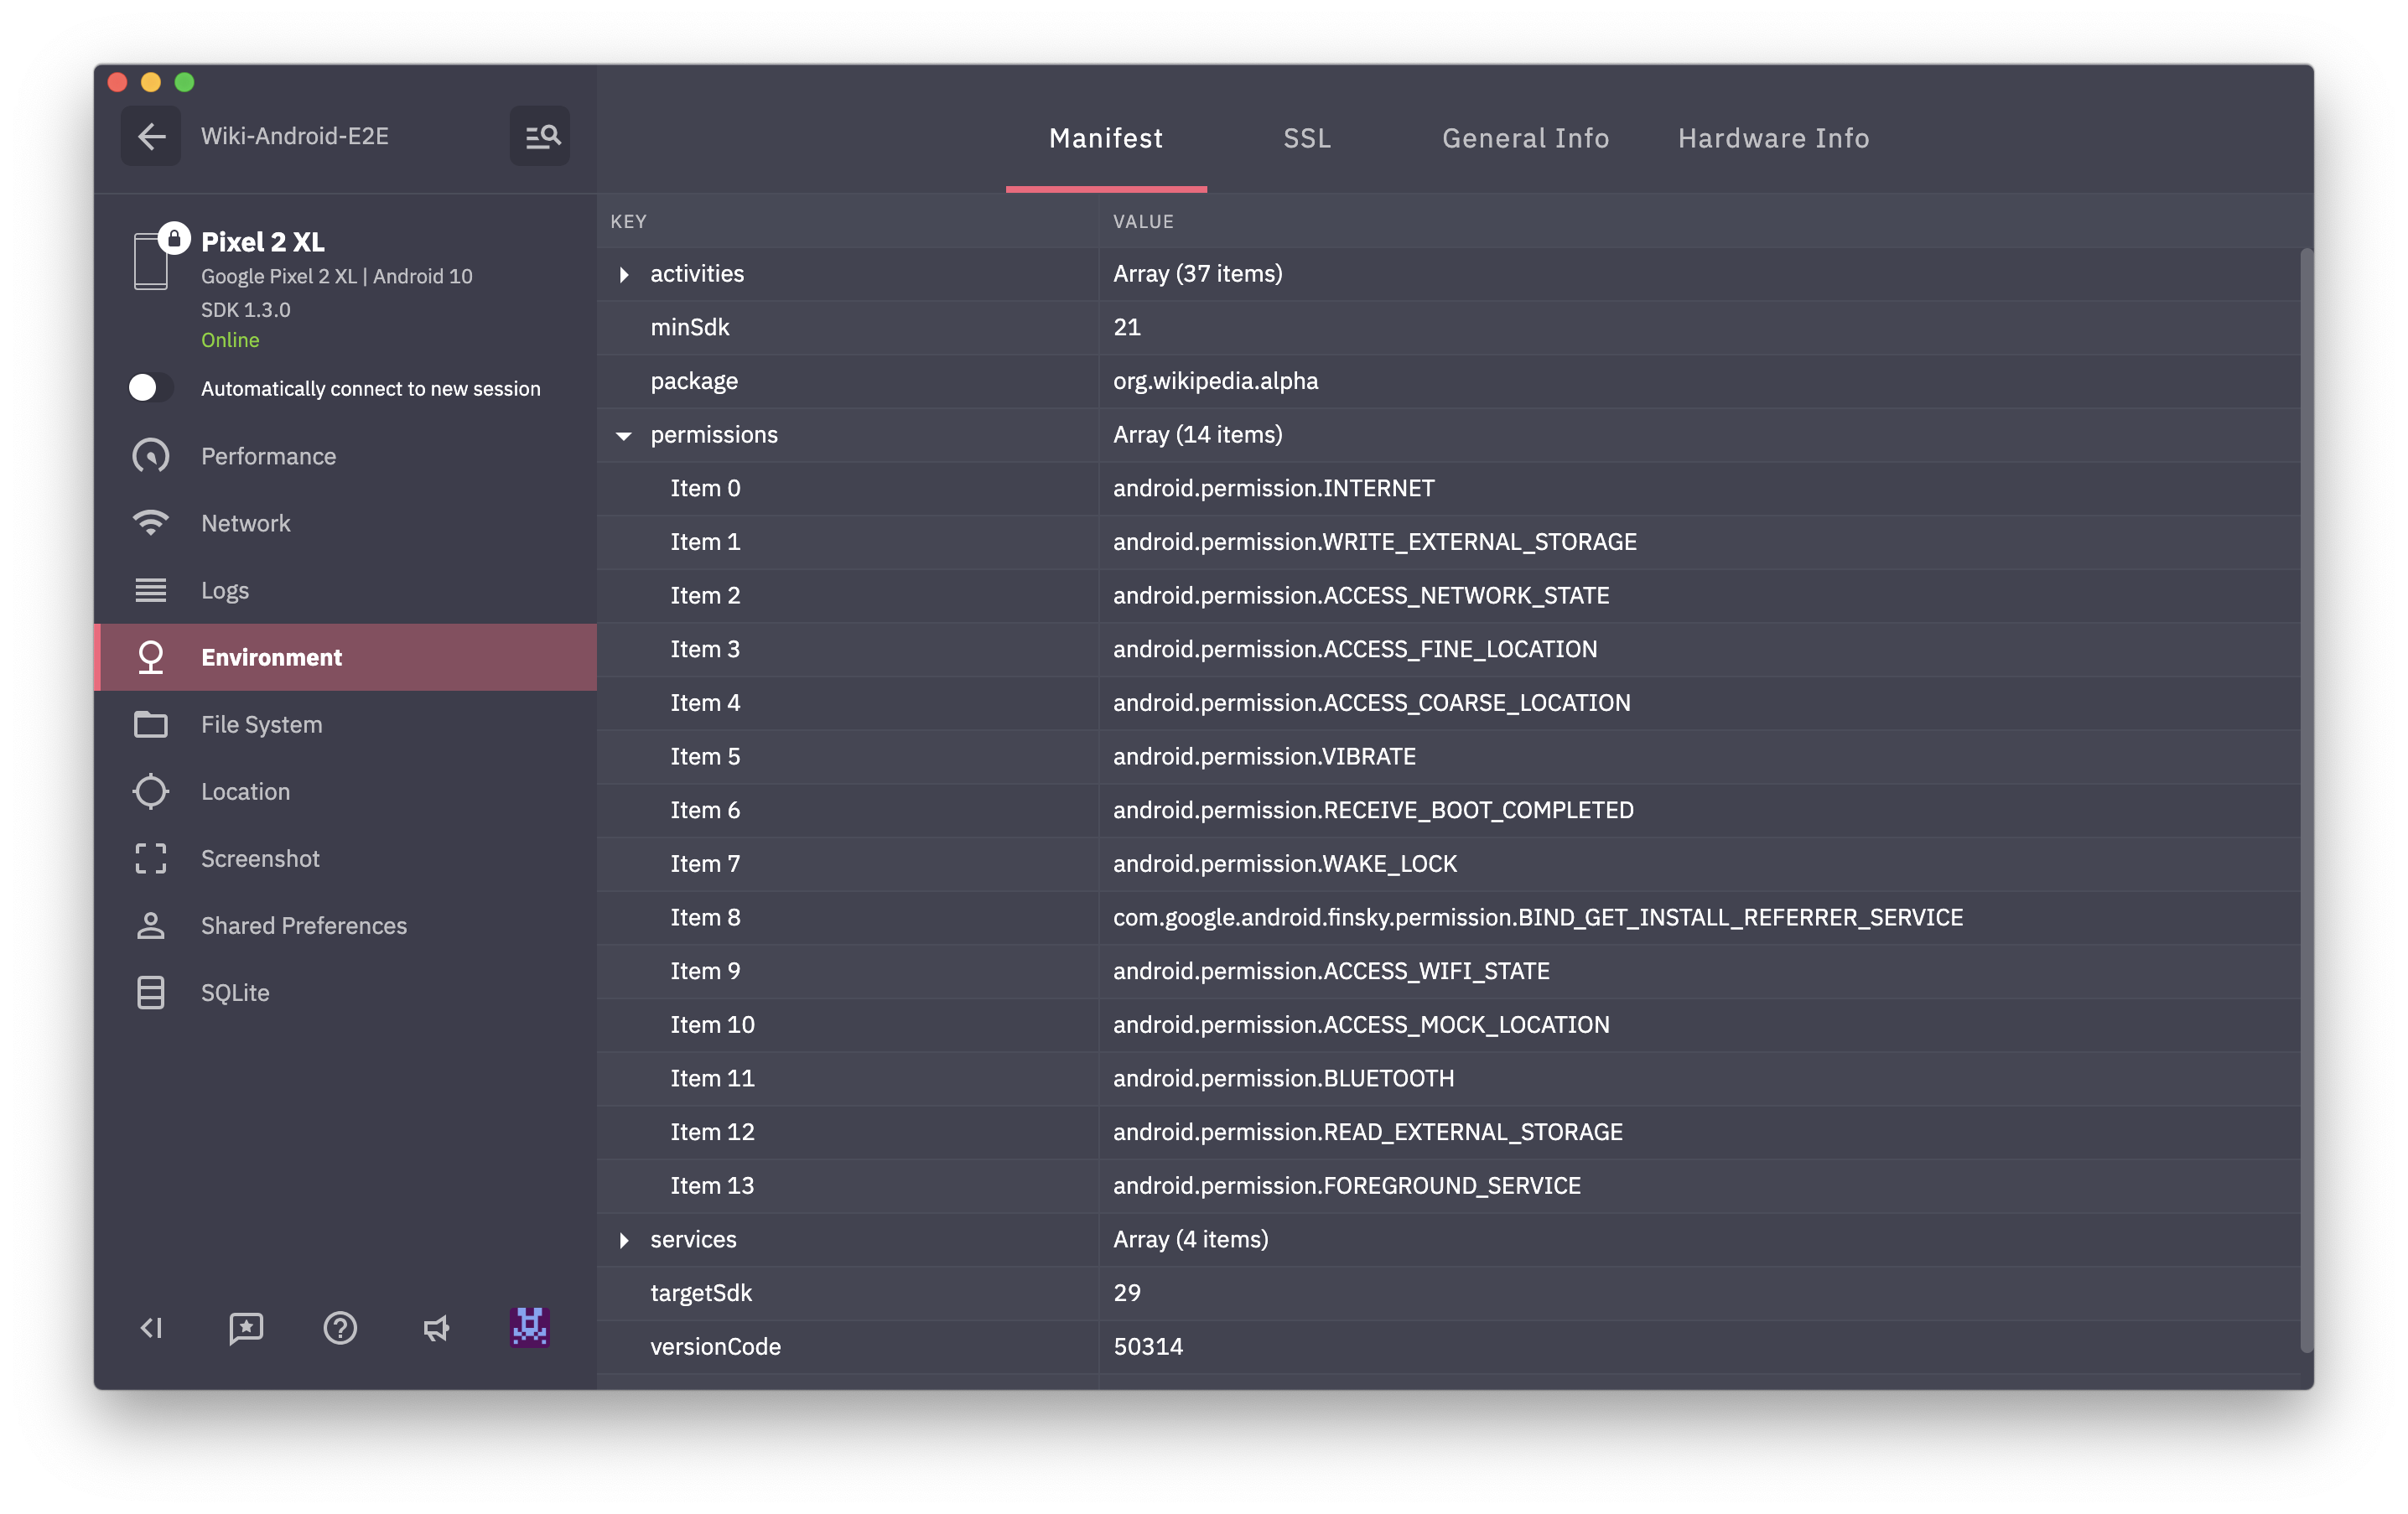 Wiki-Android-E2E
Pixel 2 XL
Google Pixel 2 XL | Android 10
SDK 1.3.0
Online
Automatically connect to new session
Performance
Network
Logs
Environment
File System
Location
Screenshot
Shared Preferences
SQLite
Manifest SSL General Info Hardware Info
KEY VALUE
activities Array (37 items)
minSdk 21
package org.wikipedia.alpha
permissions Array (14 items)
Item 0 android.permission.INTERNET
Item 1 android.permission.WRITE_EXTERNAL_STORAGE
Item 2 android.permission.ACCESS_NETWORK_STATE
Item 3 android.permission.ACCESS_FINE_LOCATION
Item 4 android.permission.ACCESS_COARSE_LOCATION
Item 5 android.permission.VIBRATE
Item 6 android.permission.RECEIVE_BOOT_COMPLETED
Item 7 android.permission.WAKE_LOCK
Item 8 com.google.android.finsky.permission.BIND_GET_INSTALL_REFERRER_SERVICE
Item 9 android.permission.ACCESS_WIFI_STATE
Item 10 android.permission.ACCESS_MOCK_LOCATION
Item 11 android.permission.BLUETOOTH
Item 12 android.permission.READ_EXTERNAL_STORAGE
Item 13 android.permission.FOREGROUND_SERVICE
services Array (4 items)
targetSdk 29
versionCode 50314